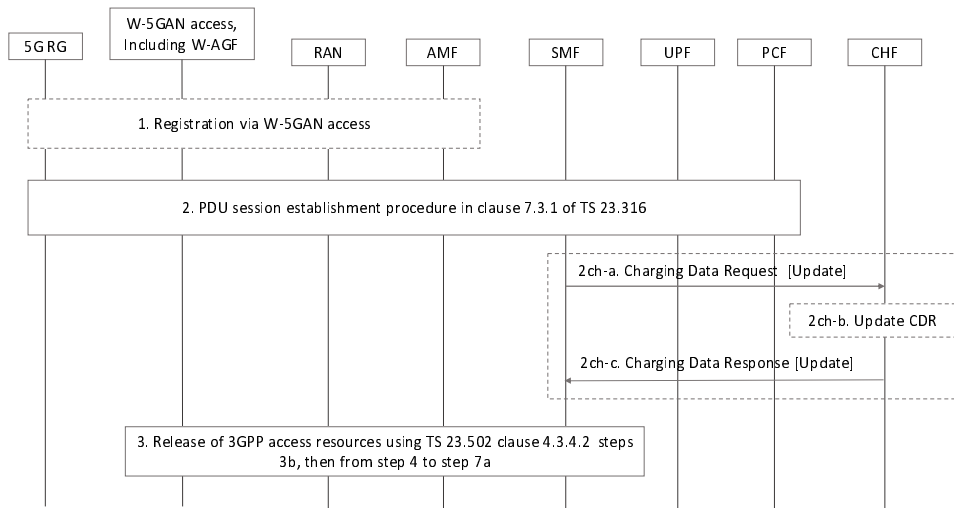 W-5GAN access,
Including W-AGF
5G RG
RAN
AMF
SMF
UPF
PCF
CHF
1. Registration via W-5GAN access
2. PDU session establishment procedure in clause 7.3.1 of TS 23.316
2ch-a. Charging Data Request [Update]
2ch-b. Update CDR
2ch-c. Charging Data Response [Update]
3. Release of 3GPP access resources using TS 23.502 clause 4.3.4.2 steps
3b, then from step 4 to step 7a